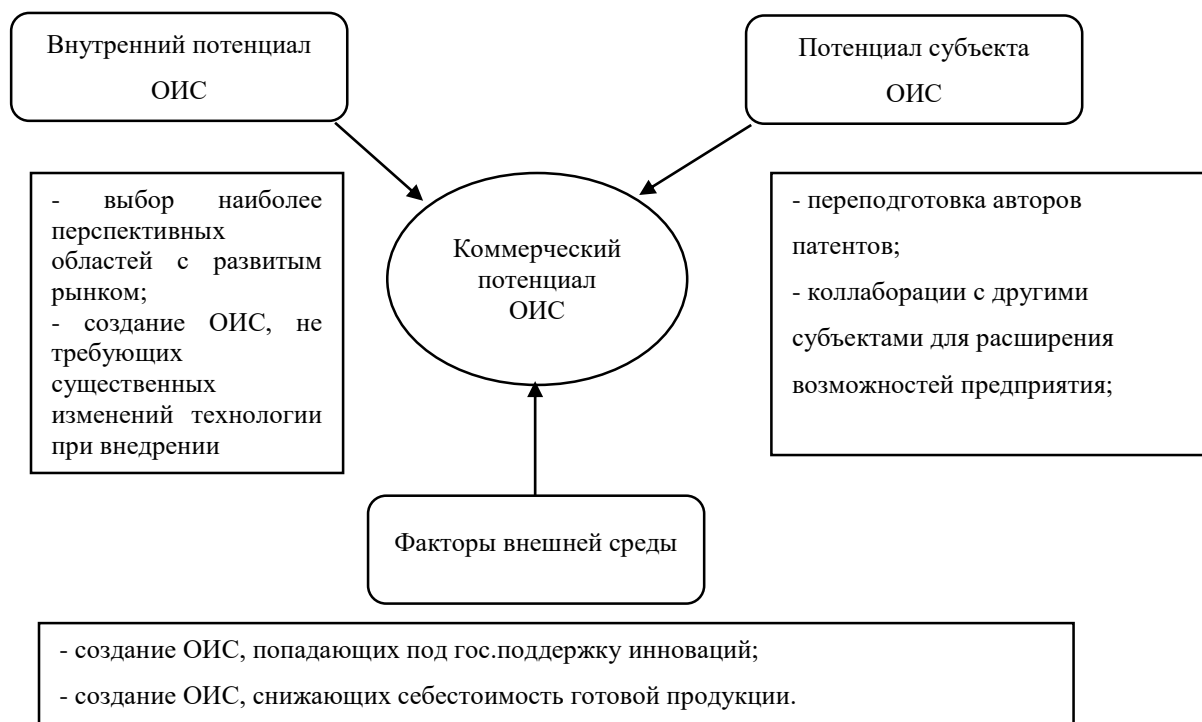 Внутренний потенциал
ОИС
Потенциал субъекта
ОИС
- выбор наиболее
перспективных
областей с развитым
рынком;
- создание ОИС, не
требующих
существенных
изменений технологии
при внедрении
Коммерческий
потенциал
ОИС
- переподготовка авторов
патентов;
- коллаборации с другими
субъектами для расширения
возможностей предприятия;
Факторы внешней среды
- создание ОИС, попадающих под гос.поддержку инноваций;
- создание ОИС, снижающих себестоимость готовой продукции.